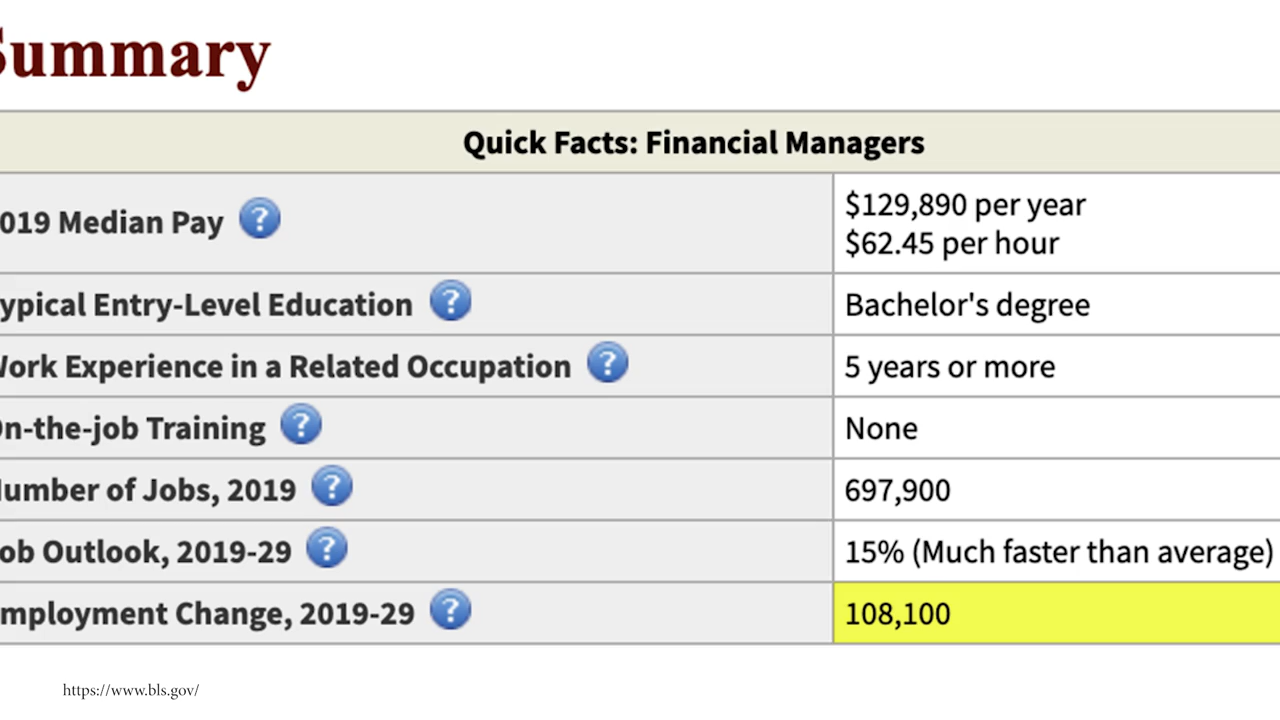 Summary
Quick Facts: Financial Managers
019 Median Pay ?
$129,890 per year
$62.45 per hour
ypical Entry-Level Education ?
Bachelor's degree
Work Experience in a Related Occupation ?
5 years or more
On-the-job Training ?
None
Number of Jobs, 2019 ?
697,900
ob Outlook, 2019-29 ?
15% (Much faster than average)
mployment Change, 2019-29 ?
108,100
https://www.bls.gov/